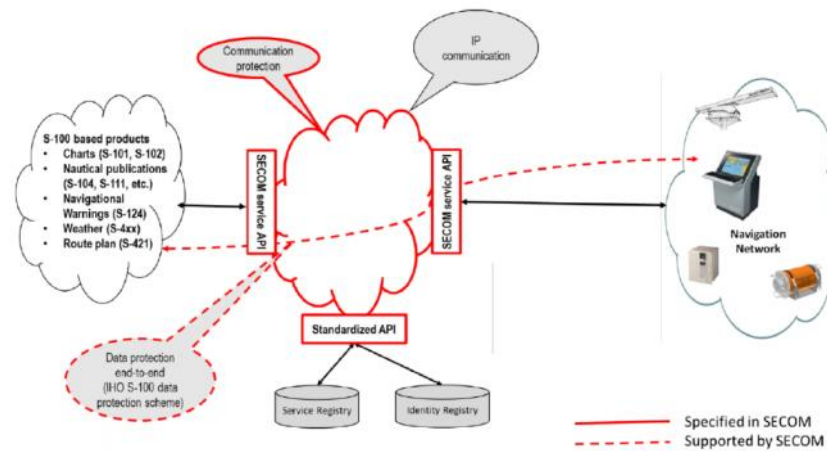 Communication
protection
IP
communication
S-100 based products
• Charts (S-101, S-102)
• Nautical publications
(S-104, S-111, etc.)
• Navigational
Warnings (S-124)
• Weather (S-4xx)
• Route plan (S-421)
SECOM service API
SECOM service API
Navigation
Network
Standardized API
Data protection
end-to-end
(IHO S-100 data
protection scheme)
Service Registry
Identity Registry
Specified in SECOM
Supported by SECOM